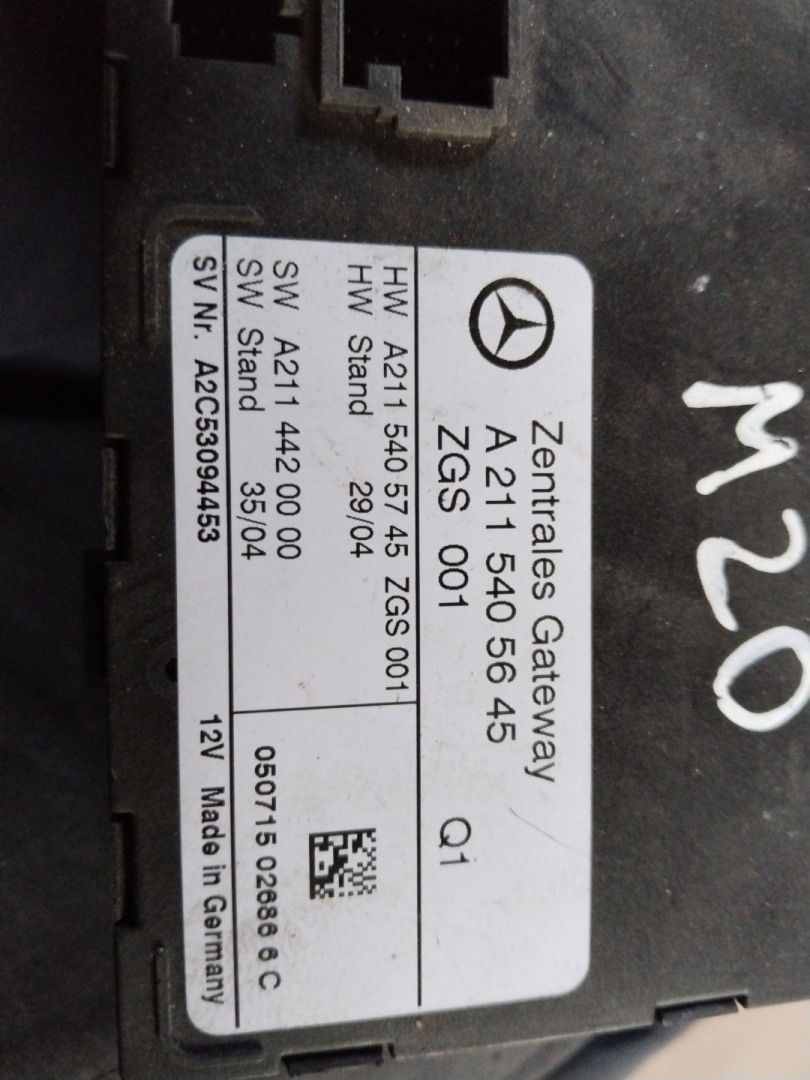 M20
Zentrales Gateway
A 211 540 56 45
ZGS 001 Q1
HW A211 540 57 45 ZGS 001
HW Stand 29/04
SW A211 442 00 00
SW Stand 35/04
050715 02686 6 C
SV Nr. A2C53094453 12V Made in Germany